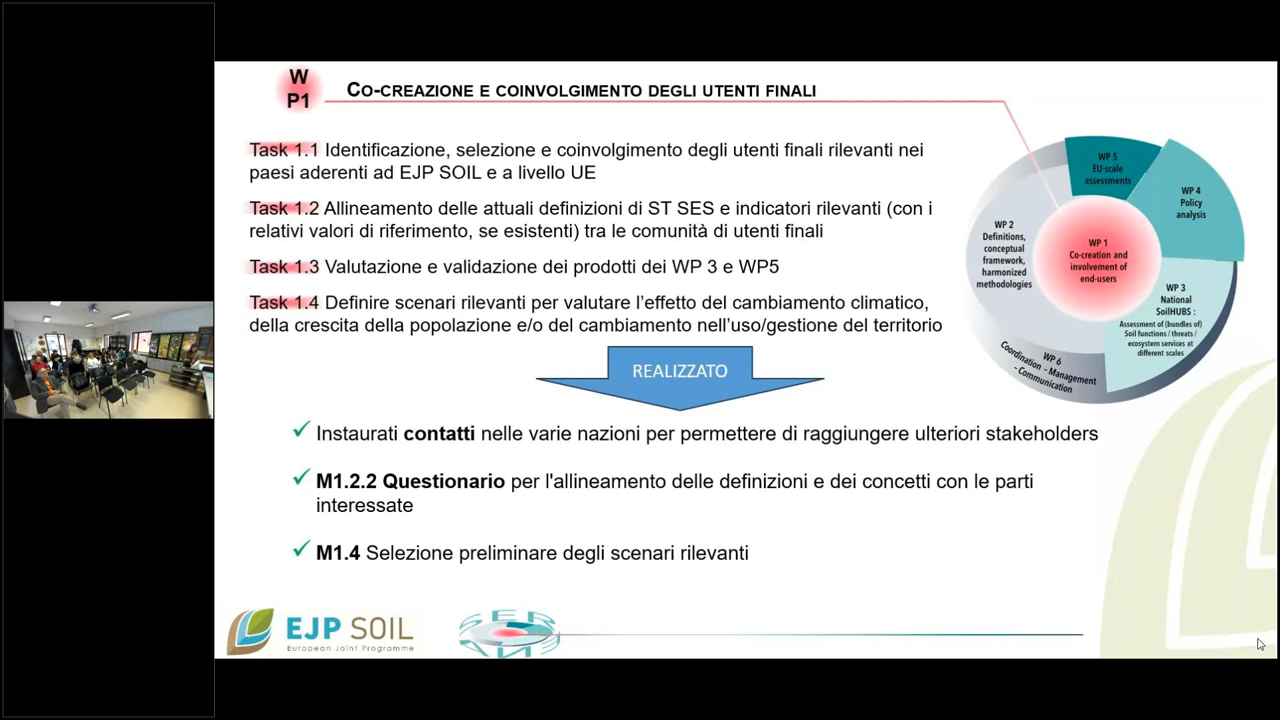 W
P1
CO-CREAZIONE E COINVOLGIMENTO DEGLI UTENTI FINALI
Task 1.1 Identificazione, selezione e coinvolgimento degli utenti finali rilevanti nei
paesi aderenti ad EJP SOIL e a livello UE
Task 1.2 Allineamento delle attuali definizioni di ST SES e indicatori rilevanti (con i
relativi valori di riferimento, se esistenti) tra le comunità di utenti finali
Task 1.3 Valutazione e validazione dei prodotti dei WP 3 e WP5
Task 1.4 Definire scenari rilevanti per valutare l'effetto del cambiamento climatico,
della crescita della popolazione e/o del cambiamento nell'uso/gestione del territorio
WP 5
EU-scale
assessments
WP 4
Policy
analysis
WP 2
Definitions,
conceptual
framework,
harmonized
methodologies
WP 1
Co-creation and
involvement of
end-users
WP 3
National
SoilHUBS :
Assessment of (bundles of)
Soil functions / threats /
ecosystem services at
different scales
WP 6
Coordination - Management
- Communication
REALIZZATO
✓ Instaurati contatti nelle varie nazioni per permettere di raggiungere ulteriori stakeholders
✓ M1.2.2 Questionario per l'allineamento delle definizioni e dei concetti con le parti
interessate
✓ M1.4 Selezione preliminare degli scenari rilevanti
EJP SOIL
European Joint Programme